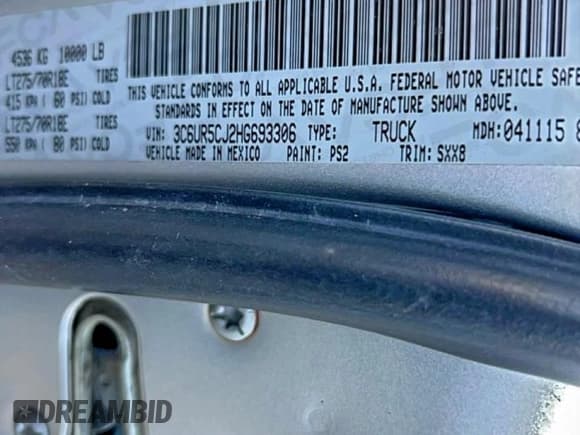 4536 KG 10000 LB
LT275/70R18E TIRES
415 KPA ( 60 PSI) COLD
LT275/70R18E TIRES
550 KPA ( 80 PSI) COLD
THIS VEHICLE CONFORMS TO ALL APPLICABLE U.S.A. FEDERAL MOTOR VEHICLE SAFE
STANDARDS IN EFFECT ON THE DATE OF MANUFACTURE SHOWN ABOVE.
VIN: 3C6UR5CJ2HG693306 TYPE: TRUCK MDH: 041115
VEHICLE MADE IN MEXICO PAINT: PS2 TRIM: SXX8
DREAMBID